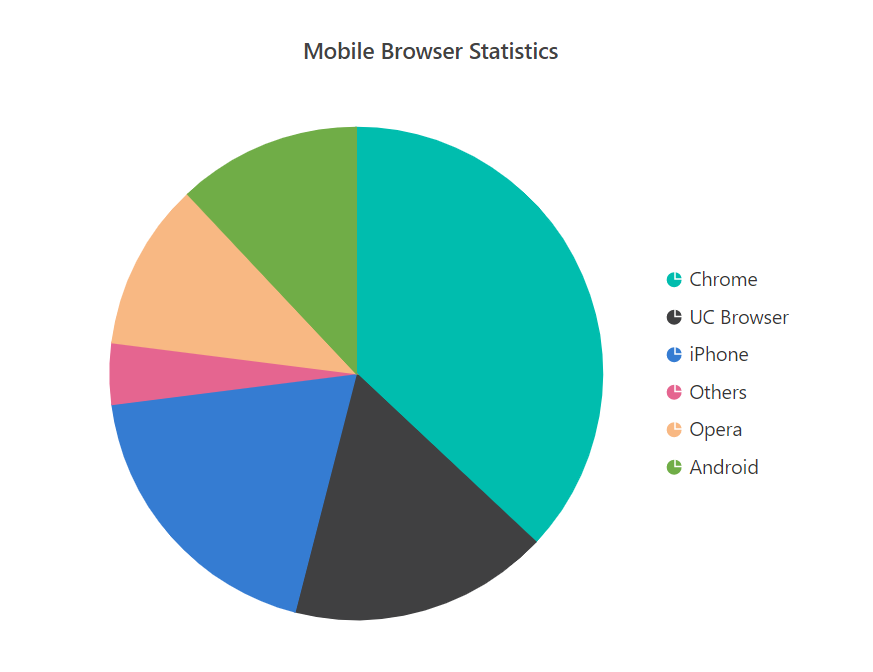 Mobile Browser Statistics
Chrome
UC Browser
iPhone
Others
Opera
Android